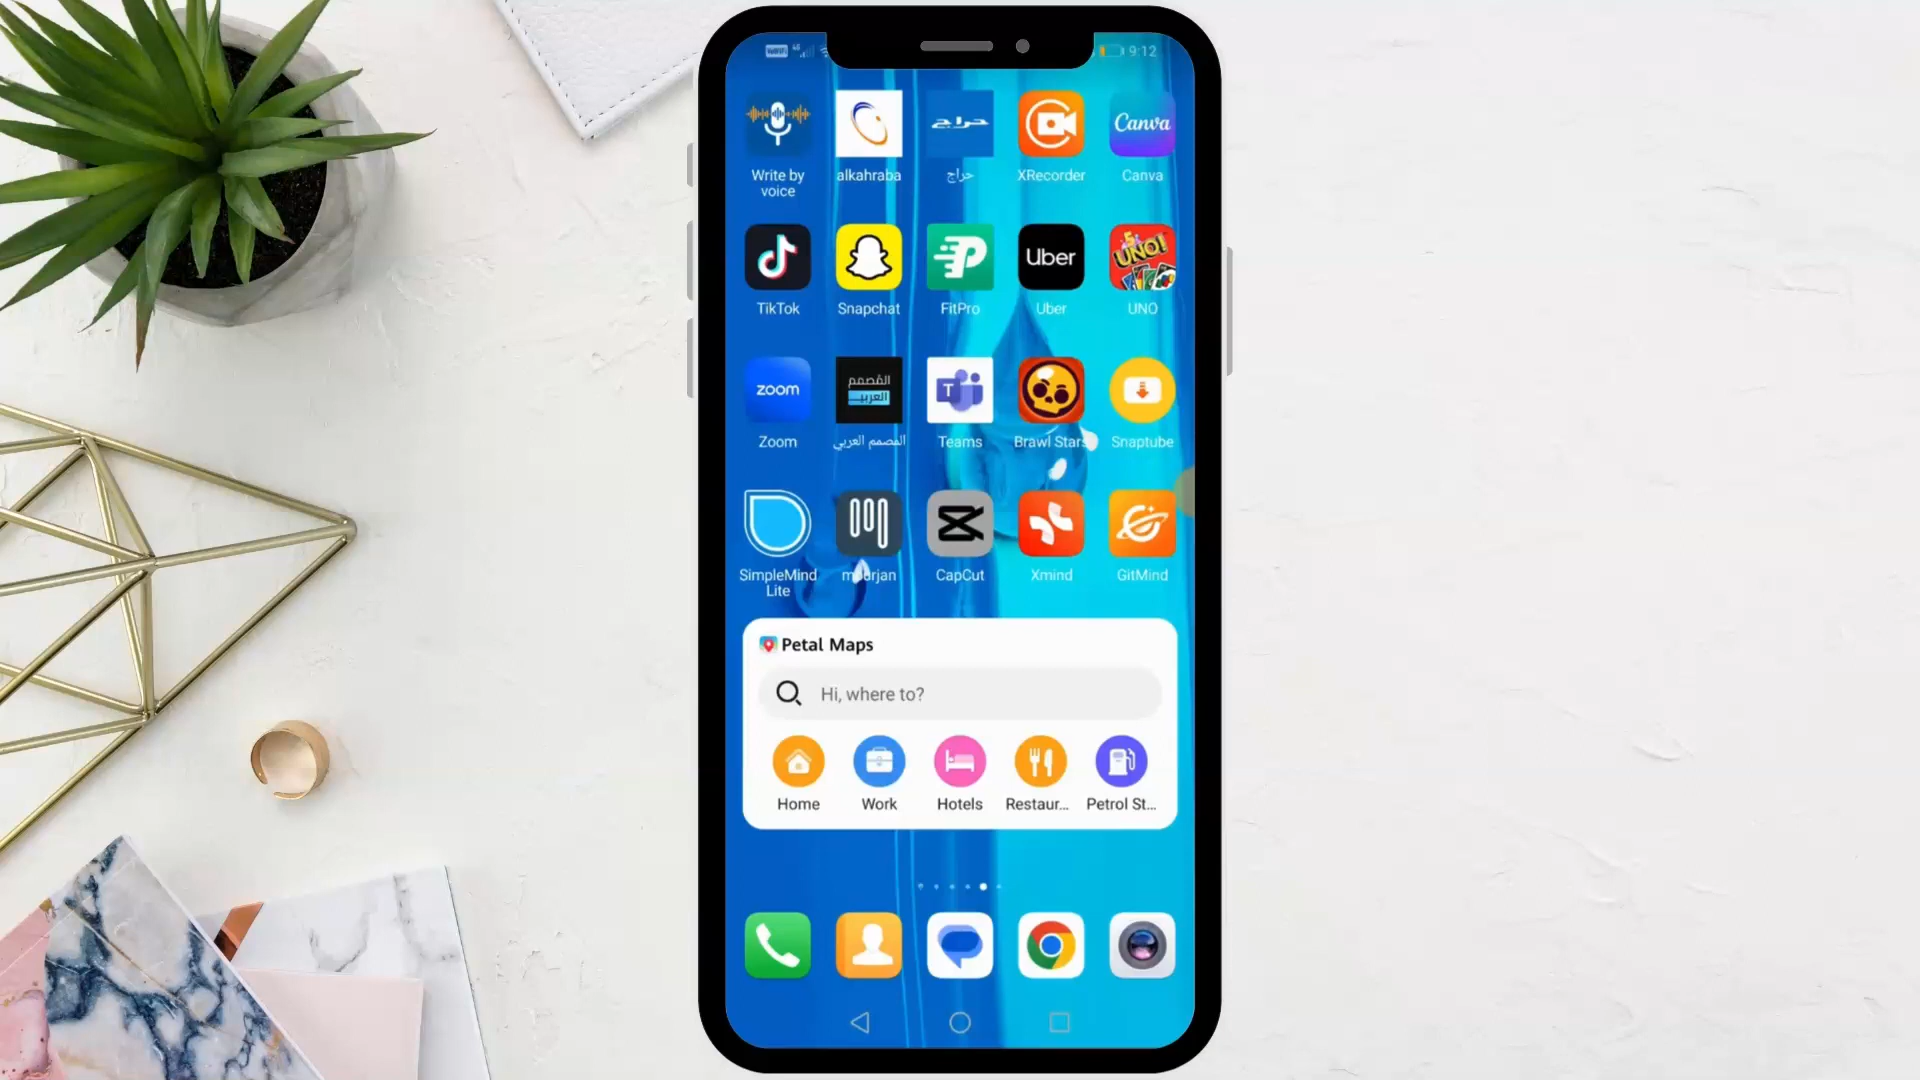 VoWiFi 9:12
حراج
Canva
Write by
voice
alkahraba
حراج
XRecorder
Canva
Uber
UNO!
TikTok
Snapchat
FitPro
Uber
UNO
zoom
المصمم
العربي
T
Zoom
المصمم العربي
Teams
Brawl Stars
Snaptube
SimpleMind
Lite
mourjan
CapCut
Xmind
GitMind
Petal Maps
Hi, where to?
Home
Work
Hotels
Restaur...
Petrol St...